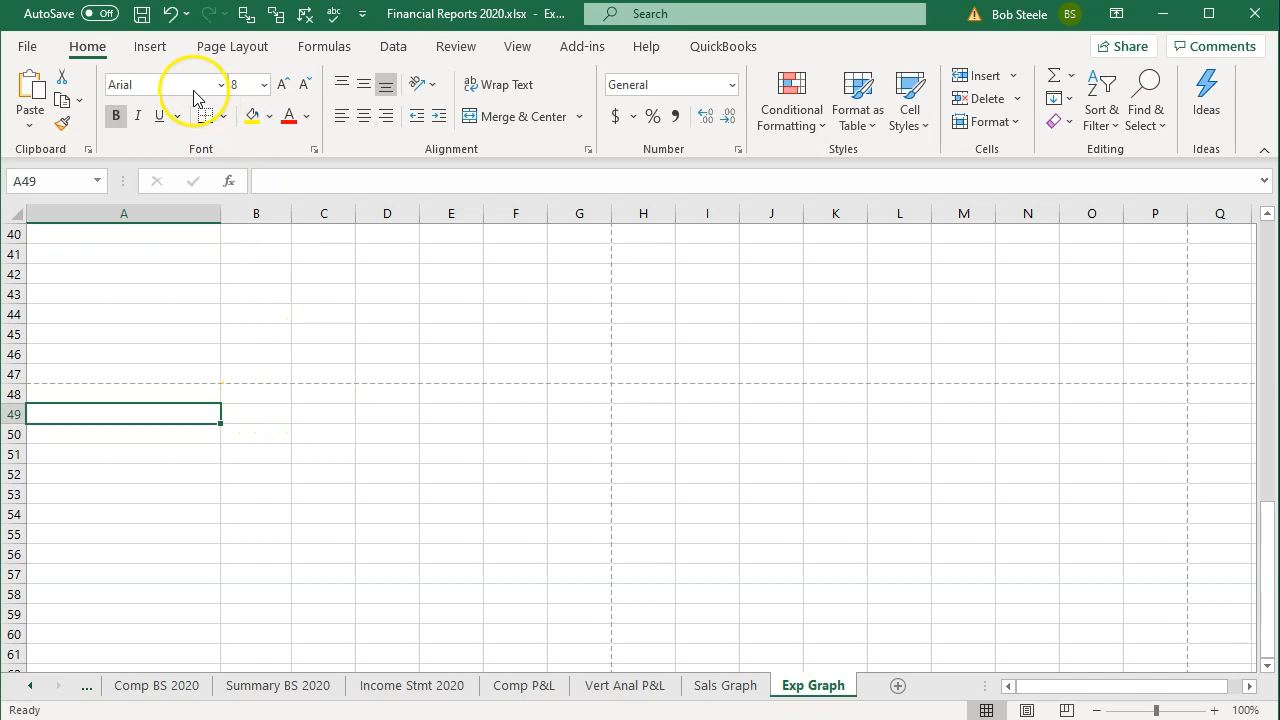 AutoSave Off Financial Reports 2020.xlsx - Ex... Search Bob Steele BS
File Home Insert Page Layout Formulas Data Review View Add-ins Help QuickBooks Share Comments
Paste Arial 8 Wrap Text General Conditional Formatting Format as Table Cell Styles Insert Sort & Filter Find & Select Ideas
B I U Merge & Center $ % Delete
Format
Clipboard Font Alignment Number Styles Cells Editing Ideas
A49 fx
A B C D E F G H I J K L M N O P Q
40
41
42
43
44
45
46
47
48
49
50
51
52
53
54
55
56
57
58
59
60
61
... Comp BS 2020 Summary BS 2020 Income Stmt 2020 Comp P&L Vert Anal P&L Sals Graph Exp Graph
Ready 100%